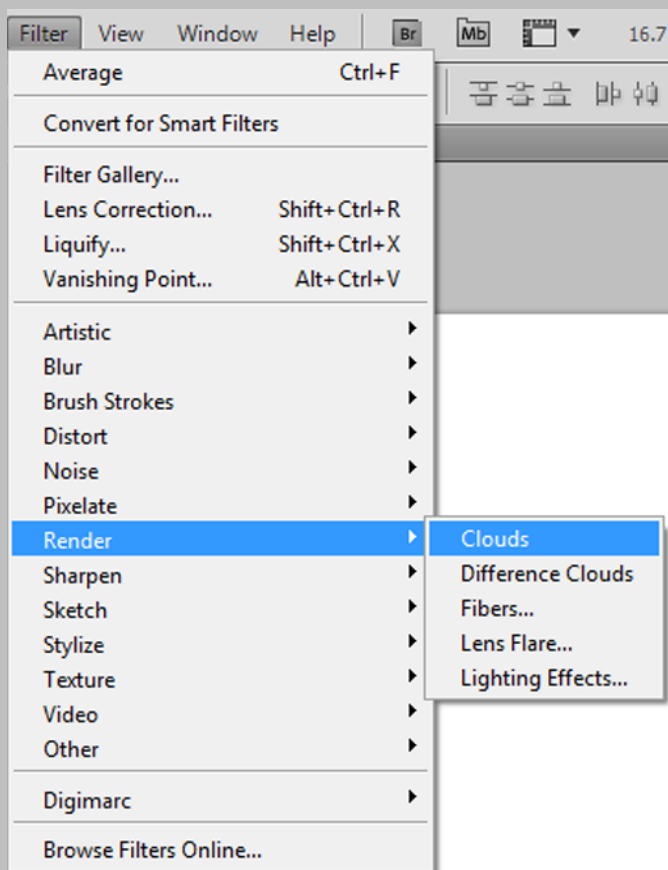 Filter View Window Help Br Mb 16.7
Average Ctrl+F
Convert for Smart Filters
Filter Gallery...
Lens Correction... Shift+Ctrl+R
Liquify... Shift+Ctrl+X
Vanishing Point... Alt+Ctrl+V
Artistic
Blur
Brush Strokes
Distort
Noise
Pixelate
Render
Sharpen
Sketch
Stylize
Texture
Video
Other
Digimarc
Browse Filters Online...
Clouds
Difference Clouds
Fibers...
Lens Flare...
Lighting Effects...